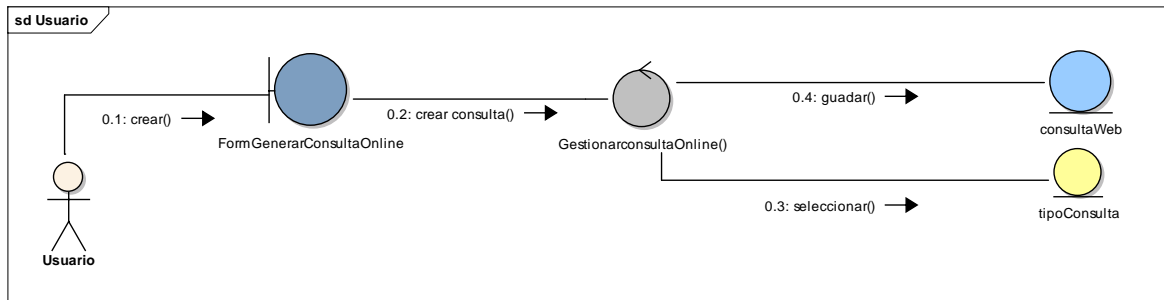 sd Usuario
0.1: crear()
FormGenerarConsultaOnline
0.2: crear consulta()
GestionarconsultaOnline()
0.4: guadar()
consultaWeb
0.3: seleccionar()
tipoConsulta
Usuario